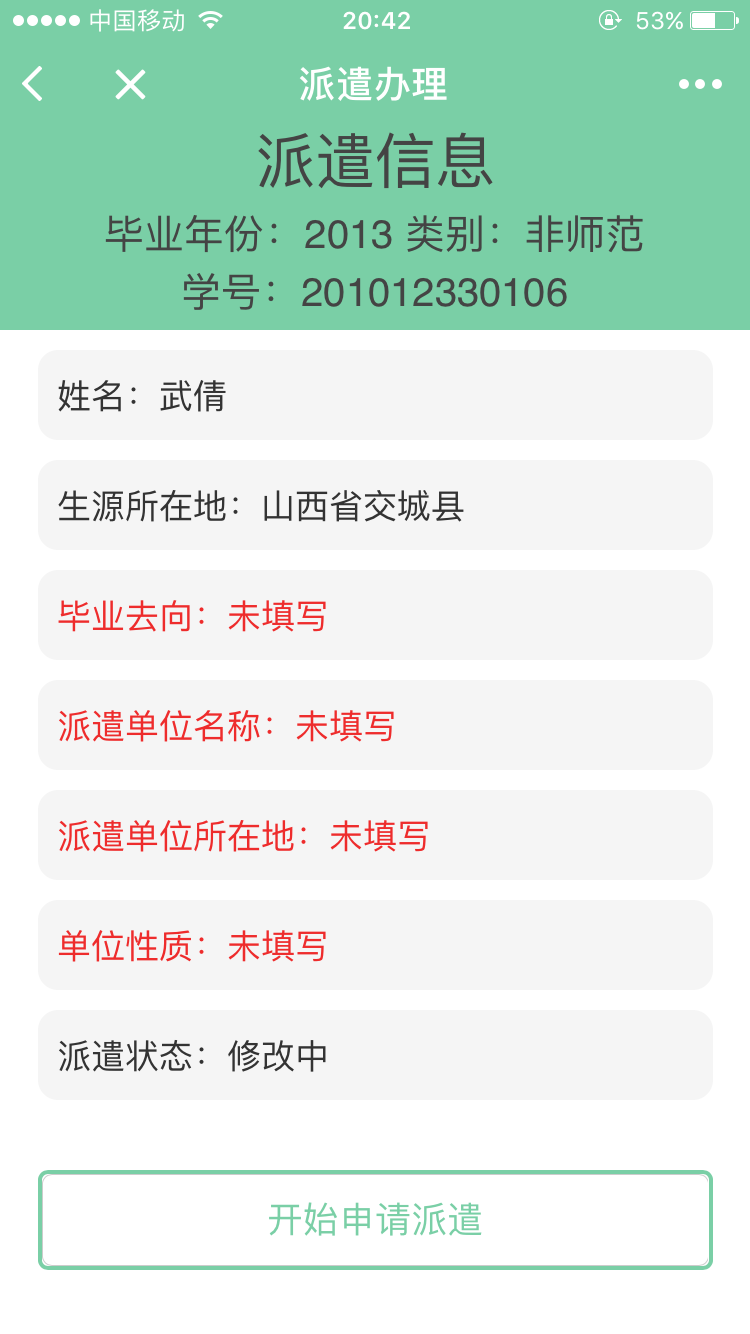 中国移动 20:42 53%
派遣办理
派遣信息
毕业年份：2013 类别：非师范
学号：201012330106
姓名：武倩
生源所在地：山西省交城县
毕业去向：未填写
派遣单位名称：未填写
派遣单位所在地：未填写
单位性质：未填写
派遣状态：修改中
开始申请派遣